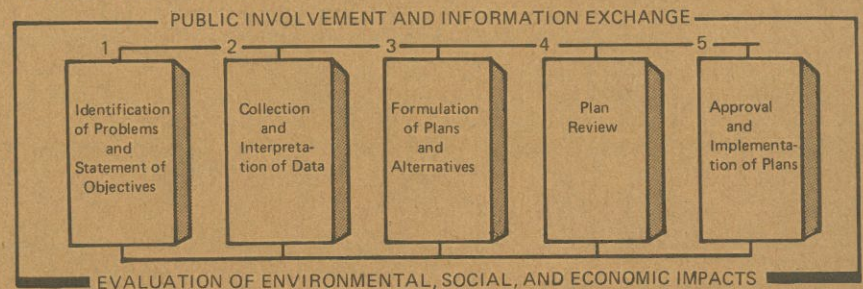 PUBLIC INVOLVEMENT AND INFORMATION EXCHANGE
1 2 3 4 5
Identification
of Problems
and
Statement of
Objectives
Collection
and
Interpreta-
tion of Data
Formulation
of Plans
and
Alternatives
Plan
Review
Approval
and
Implementa-
tion of Plans
EVALUATION OF ENVIRONMENTAL, SOCIAL, AND ECONOMIC IMPACTS